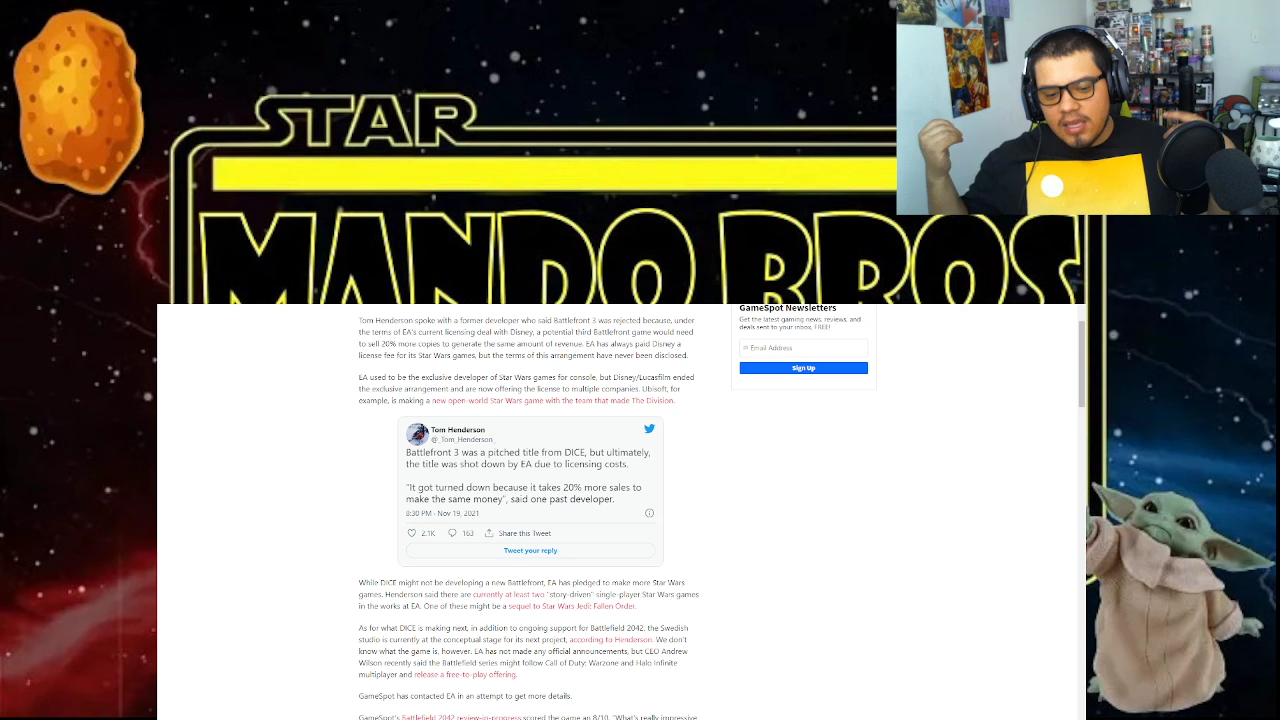 STAR
MANDO BROS
Tom Henderson spoke with a former developer who said Battlefront 3 was rejected because, under
the terms of EA's current licensing deal with Disney, a potential third Battlefront game would need
to sell 20% more copies to generate the same amount of revenue. EA has always paid Disney a
license fee for its Star Wars games, but the terms of this arrangement have never been disclosed.
EA used to be the exclusive developer of Star Wars games for console, but Disney/Lucasfilm ended
the exclusive arrangement and are now offering the license to multiple companies. Ubisoft, for
example, is making a new open-world Star Wars game with the team that made The Division.
Tom Henderson
@_Tom_Henderson_
Battlefront 3 was a pitched title from DICE, but ultimately,
the title was shot down by EA due to licensing costs.
"It got turned down because it takes 20% more sales to
make the same money", said one past developer.
8:30 PM · Nov 19, 2021
2.1K 163 Share this Tweet
Tweet your reply
While DICE might not be developing a new Battlefront, EA has pledged to make more Star Wars
games. Henderson said there are currently at least two "story-driven" single-player Star Wars games
in the works at EA. One of these might be a sequel to Star Wars Jedi: Fallen Order.
As for what DICE is making next, in addition to ongoing support for Battlefield 2042, the Swedish
studio is currently at the conceptual stage for its next project, according to Henderson. We don't
know what the game is, however. EA has not made any official announcements, but CEO Andrew
Wilson recently said the Battlefield series might follow Call of Duty: Warzone and Halo Infinite
multiplayer and release a free-to-play offering.
GameSpot has contacted EA in an attempt to get more details.
GameSpot's Battlefield 2042 review-in-progress scored the game an 8/10. "What's really impressive
GameSpot Newsletters
Get the latest gaming news, reviews, and
deals sent to your inbox, FREE!
Email Address
Sign Up